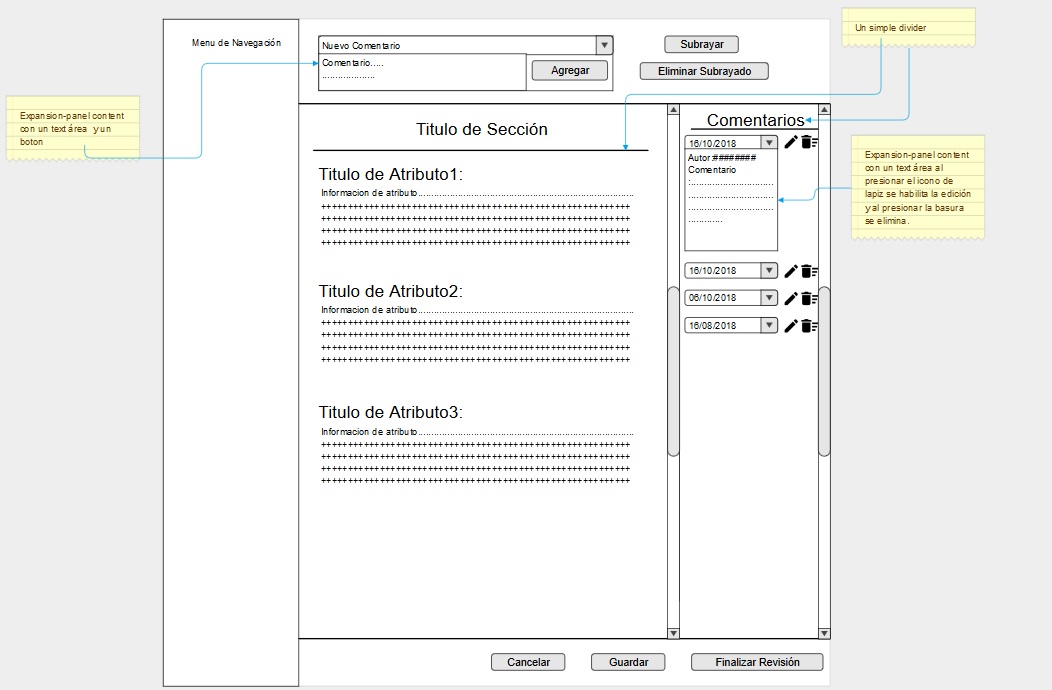 Un simple divider
Menu de Navegación
Nuevo Comentario
Comentario.....
....................
Agregar
Subrayar
Eliminar Subrayado
Expansion-panel content
con un text área y un
boton
Titulo de Sección
Titulo de Atributo1:
Informacion de atributo....................................................................................
++++++++++++++++++++++++++++++++++++++++++++++++++++++++++
++++++++++++++++++++++++++++++++++++++++++++++++++++++++++
++++++++++++++++++++++++++++++++++++++++++++++++++++++++++
++++++++++++++++++++++++++++++++++++++++++++++++++++++++++
Titulo de Atributo2:
Informacion de atributo....................................................................................
++++++++++++++++++++++++++++++++++++++++++++++++++++++++++
++++++++++++++++++++++++++++++++++++++++++++++++++++++++++
++++++++++++++++++++++++++++++++++++++++++++++++++++++++++
++++++++++++++++++++++++++++++++++++++++++++++++++++++++++
Titulo de Atributo3:
Informacion de atributo....................................................................................
++++++++++++++++++++++++++++++++++++++++++++++++++++++++++
++++++++++++++++++++++++++++++++++++++++++++++++++++++++++
++++++++++++++++++++++++++++++++++++++++++++++++++++++++++
++++++++++++++++++++++++++++++++++++++++++++++++++++++++++
Comentarios
16/10/2018
Autor:########
Comentario
:................................
.................................
.................................
.............
16/10/2018
06/10/2018
16/08/2018
Expansion-panel content
con un text área al
presionar el icono de
lapiz se habilita la edición
y al presionar la basura
se elimina.
Cancelar
Guardar
Finalizar Revisión